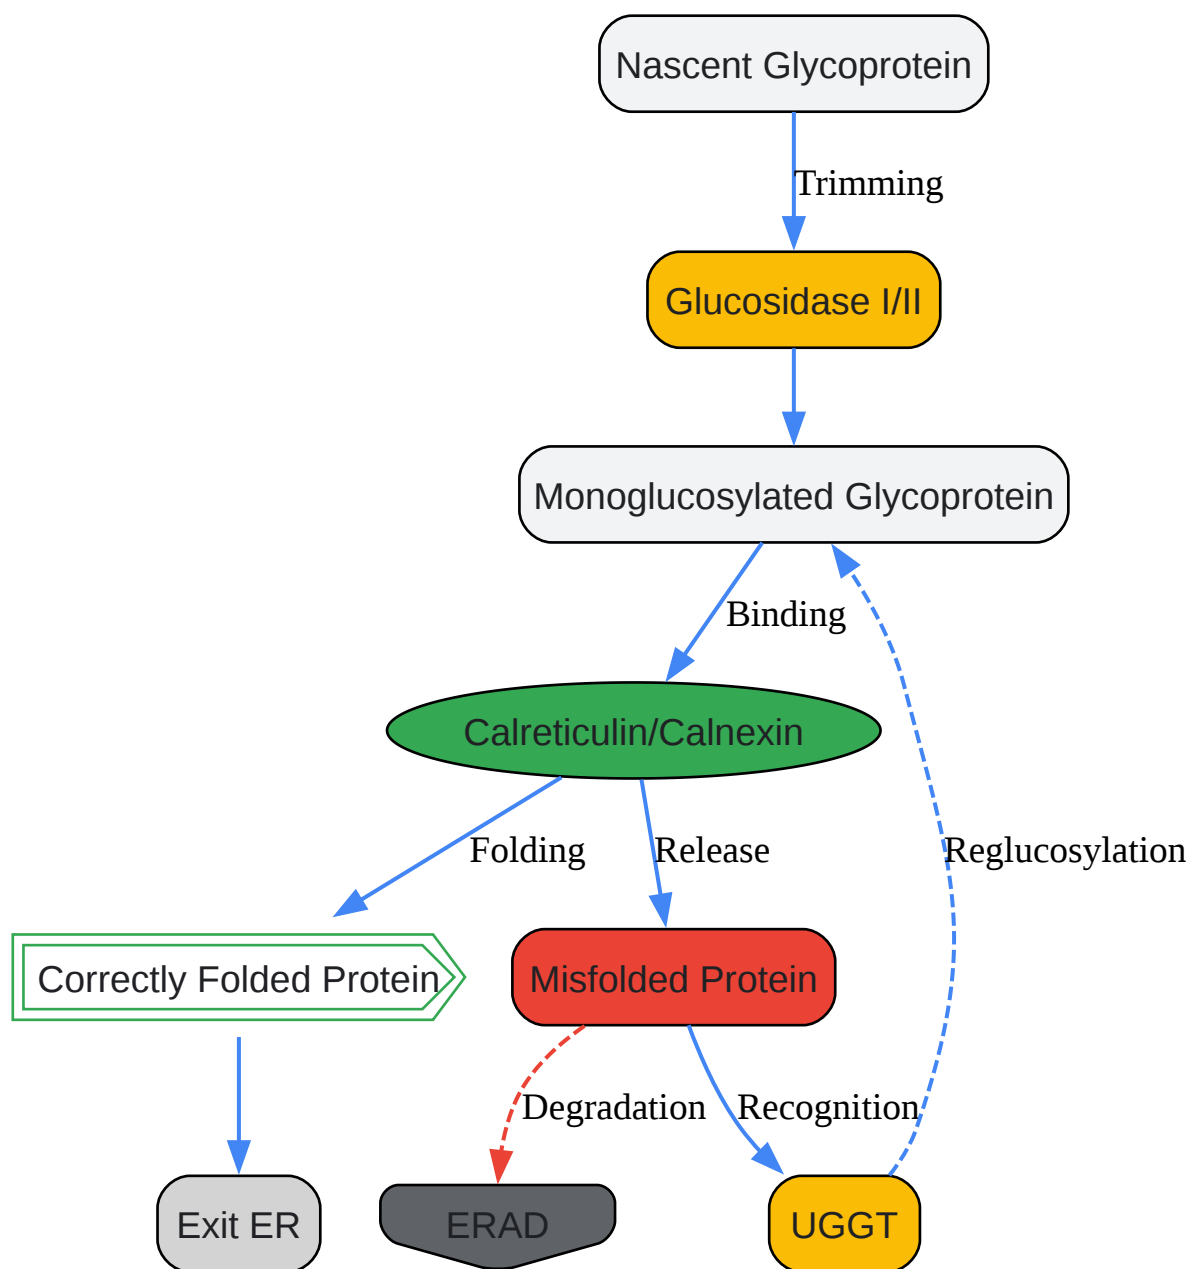 Nascent Glycoprotein
Trimming
Glucosidase I/II
Monoglucosylated Glycoprotein
Binding
Calreticulin/Calnexin
Folding
Release
Reglucosylation
Correctly Folded Protein
Misfolded Protein
Degradation
Recognition
Exit ER
ERAD
UGGT